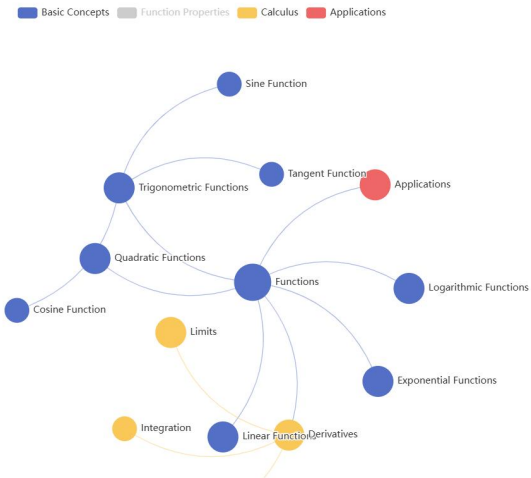 Basic Concepts
Function Properties
Calculus
Applications
Sine Function
Tangent Function
Applications
Trigonometric Functions
Quadratic Functions
Functions
Logarithmic Functions
Cosine Function
Limits
Exponential Functions
Integration
Linear Functions
Derivatives